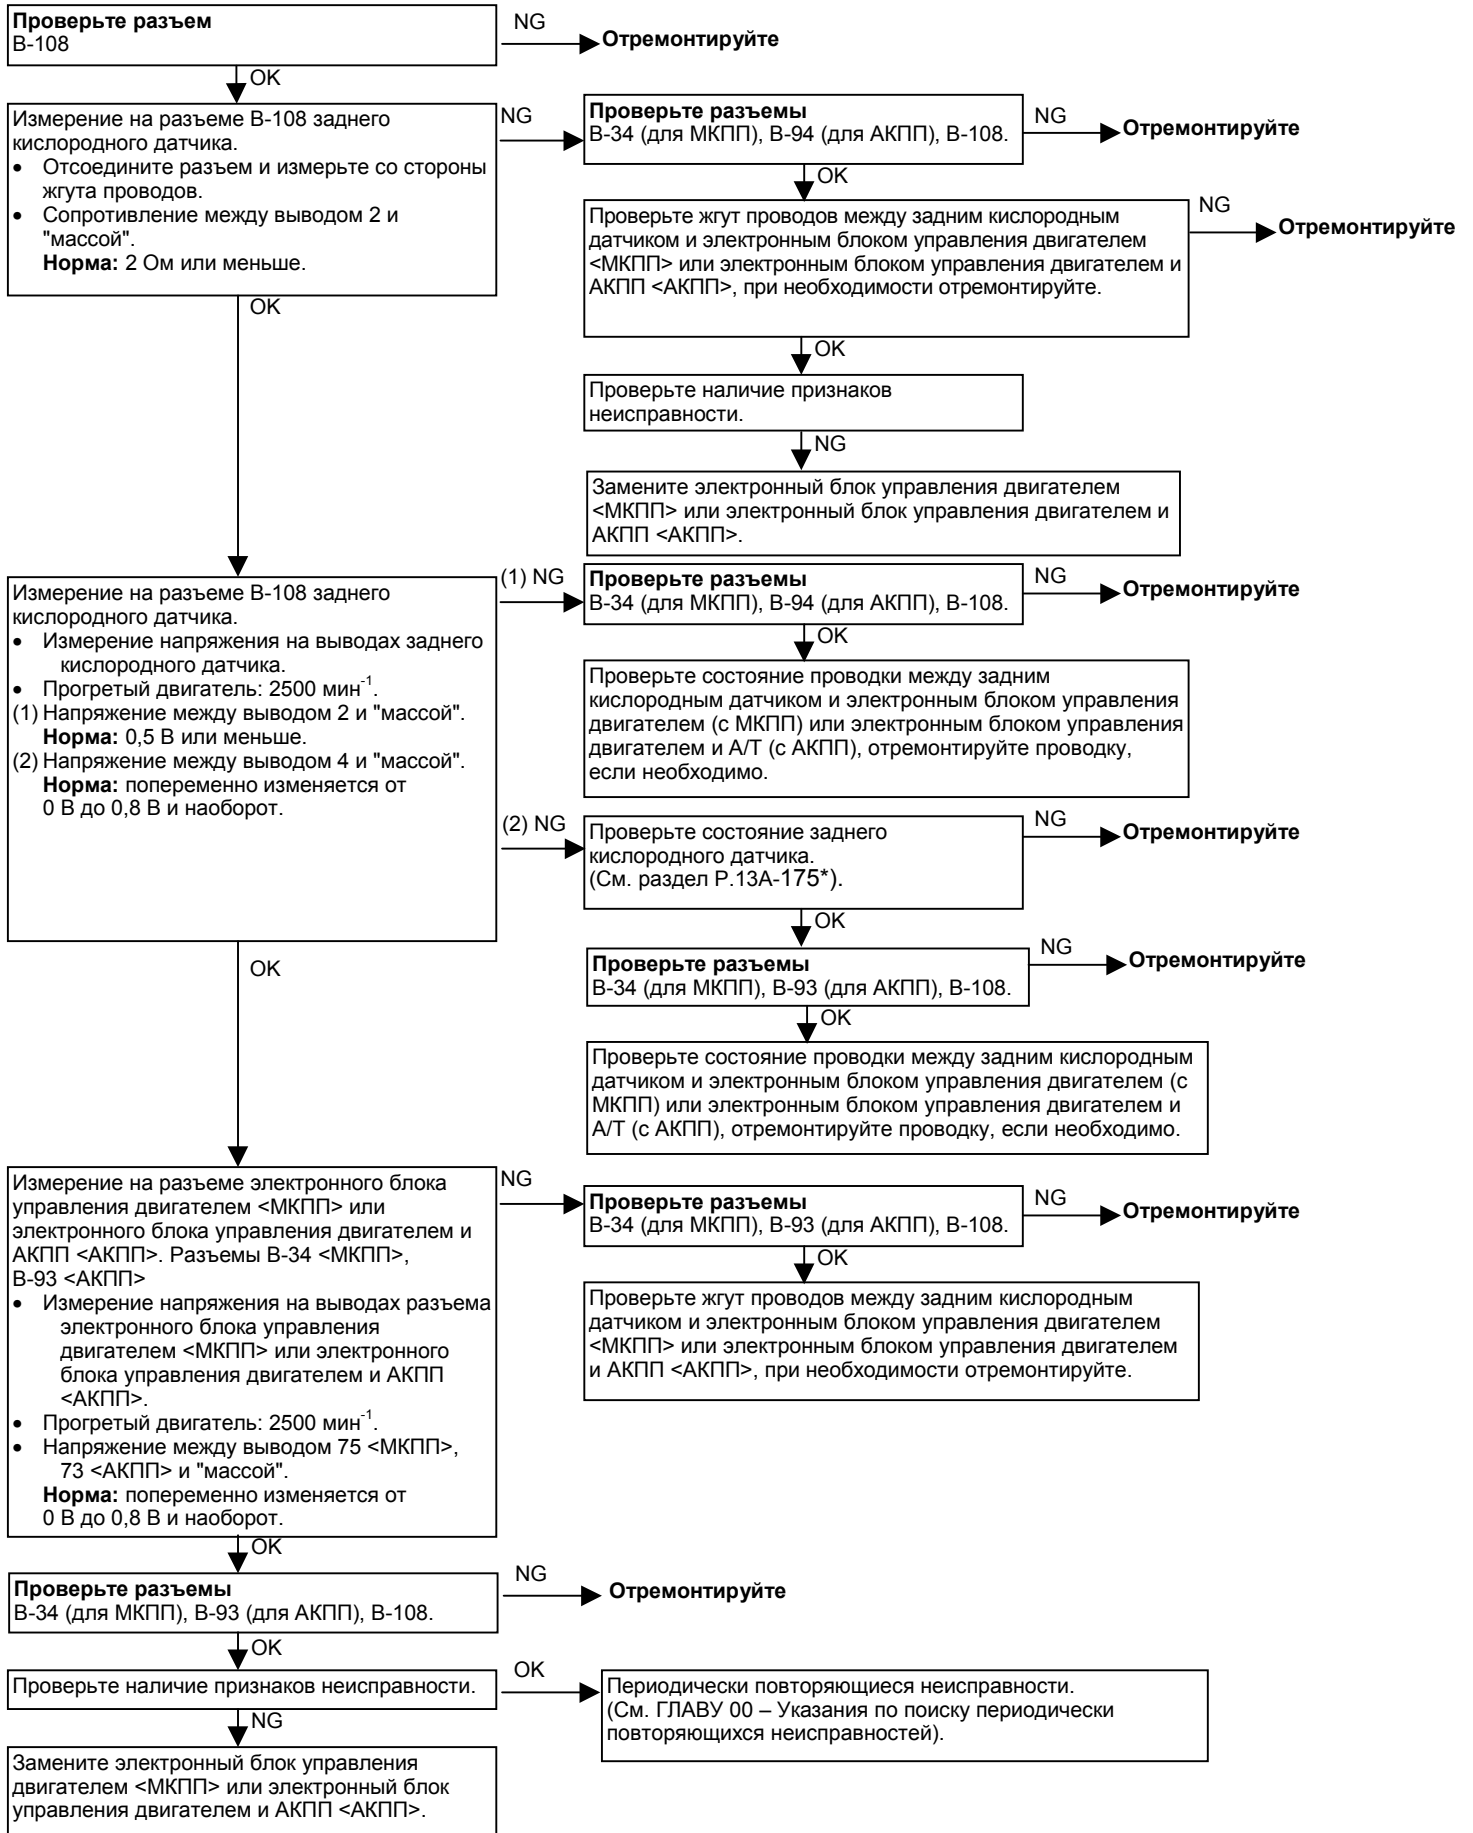 Проверьте разъем
B-108
NG
Отремонтируйте
OK
Измерение на разъеме В-108 заднего
кислородного датчика.
• Отсоедините разъем и измерьте со стороны
жгута проводов.
• Сопротивление между выводом 2 и
"массой".
Норма: 2 Ом или меньше.
NG
Проверьте разъемы
В-34 (для МКПП), В-94 (для АКПП), В-108.
NG
Отремонтируйте
OK
Проверьте жгут проводов между задним кислородным
датчиком и электронным блоком управления двигателем
<МКПП> или электронным блоком управления двигателем и
АКПП <АКПП>, при необходимости отремонтируйте.
NG
Отремонтируйте
OK
OK
Проверьте наличие признаков
неисправности.
NG
Замените электронный блок управления двигателем
<МКПП> или электронный блок управления двигателем и
АКПП <АКПП>.
Измерение на разъеме В-108 заднего
кислородного датчика.
• Измерение напряжения на выводах заднего
кислородного датчика.
• Прогретый двигатель: 2500 мин⁻¹.
(1) Напряжение между выводом 2 и "массой".
Норма: 0,5 В или меньше.
(2) Напряжение между выводом 4 и "массой".
Норма: попеременно изменяется от
0 В до 0,8 В и наоборот.
(1) NG
Проверьте разъемы
В-34 (для МКПП), В-94 (для АКПП), В-108.
NG
Отремонтируйте
OK
Проверьте состояние проводки между задним
кислородным датчиком и электронным блоком управления
двигателем (с МКПП) или электронным блоком управления
двигателем и А/Т (с АКПП), отремонтируйте проводку,
если необходимо.
(2) NG
Проверьте состояние заднего
кислородного датчика.
(См. раздел Р.13А-175*).
NG
Отремонтируйте
OK
Проверьте разъемы
В-34 (для МКПП), В-93 (для АКПП), В-108.
NG
Отремонтируйте
OK
OK
Проверьте состояние проводки между задним кислородным
датчиком и электронным блоком управления двигателем (с
МКПП) или электронным блоком управления двигателем и
А/Т (с АКПП), отремонтируйте проводку, если необходимо.
Измерение на разъеме электронного блока
управления двигателем <МКПП> или
электронного блока управления двигателем и
АКПП <АКПП>. Разъемы В-34 <МКПП>,
В-93 <АКПП>
• Измерение напряжения на выводах разъема
электронного блока управления
двигателем <МКПП> или электронного
блока управления двигателем и АКПП
<АКПП>.
• Прогретый двигатель: 2500 мин⁻¹.
• Напряжение между выводом 75 <МКПП>,
73 <АКПП> и "массой".
Норма: попеременно изменяется от
0 В до 0,8 В и наоборот.
NG
Проверьте разъемы
В-34 (для МКПП), В-93 (для АКПП), В-108.
NG
Отремонтируйте
OK
Проверьте жгут проводов между задним кислородным
датчиком и электронным блоком управления двигателем
<МКПП> или электронным блоком управления двигателем
и АКПП <АКПП>, при необходимости отремонтируйте.
OK
Проверьте разъемы
В-34 (для МКПП), В-93 (для АКПП), В-108.
NG
Отремонтируйте
OK
Проверьте наличие признаков неисправности.
OK
Периодически повторяющиеся неисправности.
(См. ГЛАВУ 00 – Указания по поиску периодически
повторяющихся неисправностей).
NG
Замените электронный блок управления
двигателем <МКПП> или электронный блок
управления двигателем и АКПП <АКПП>.